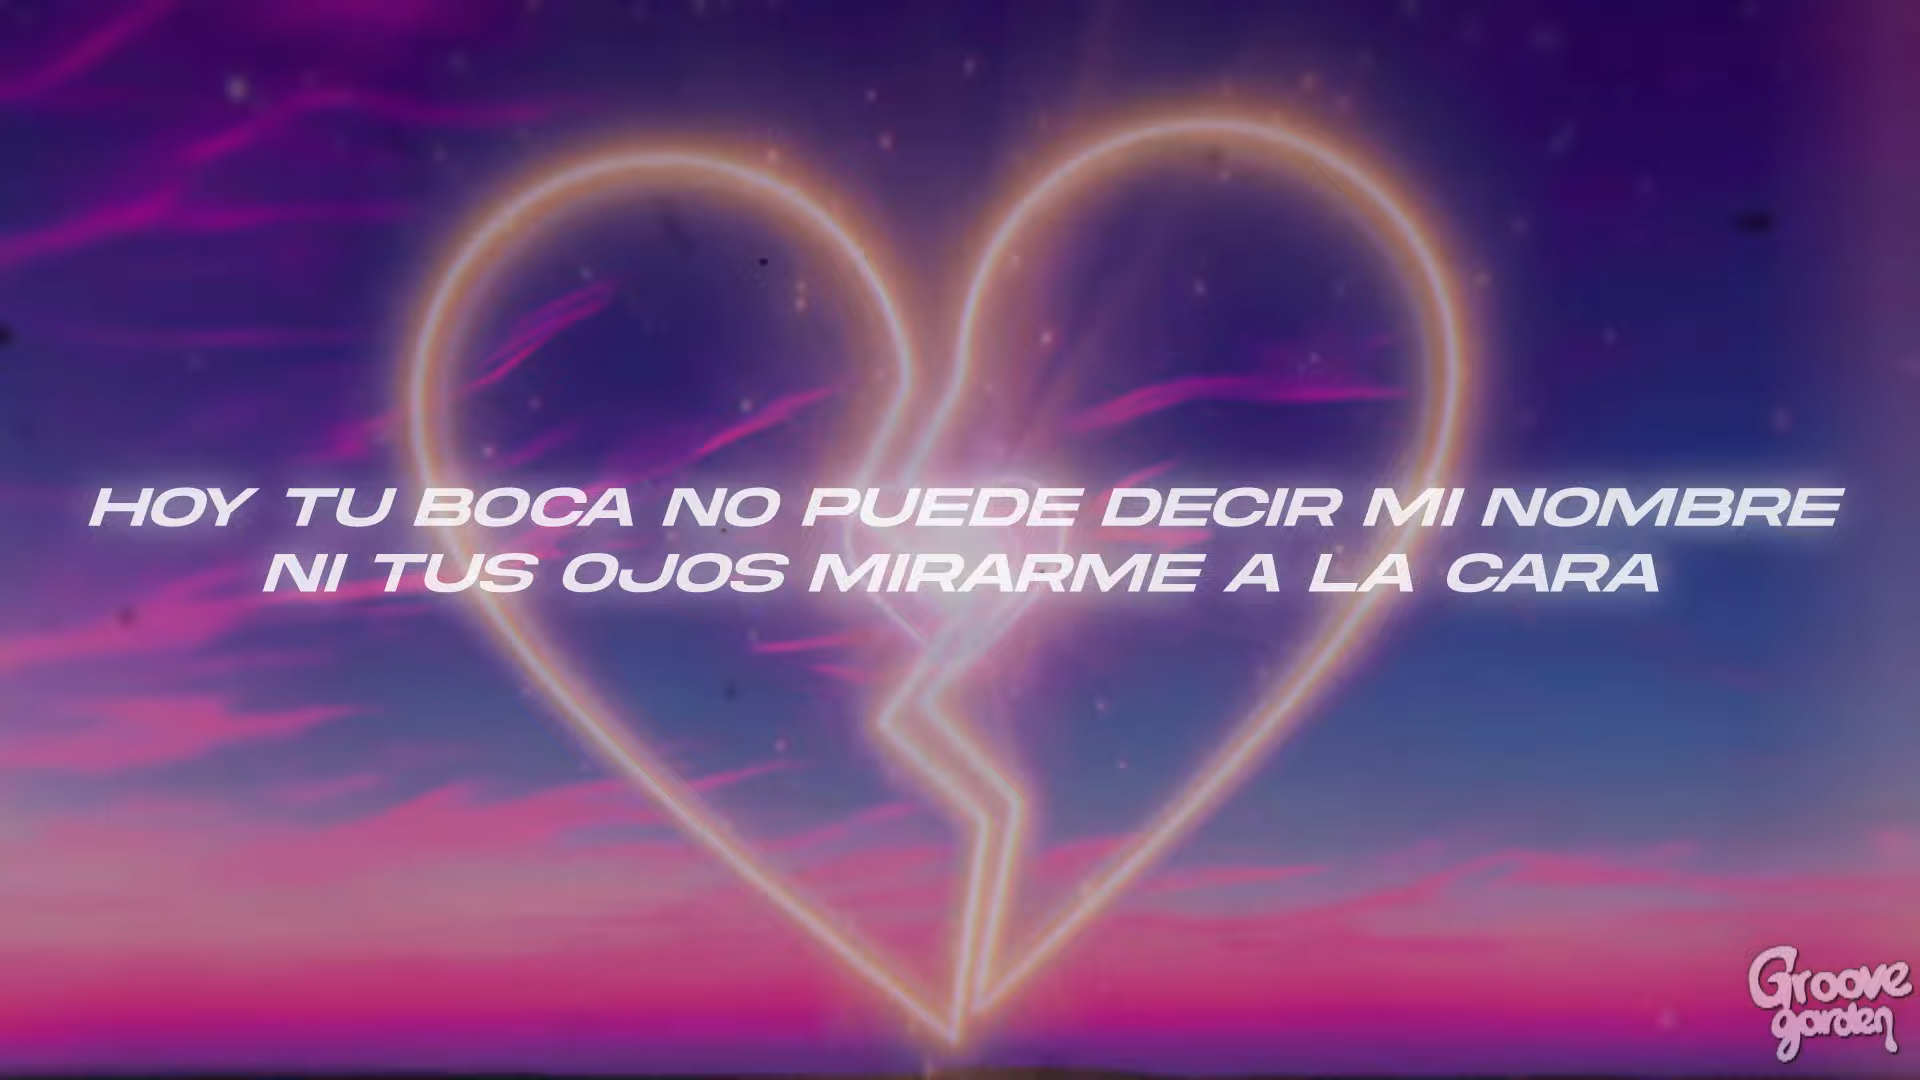 HOY TU BOCA NO PUEDE DECIR MI NOMBRE
NI TUS OJOS MIRARME A LA CARA
Groove
garden